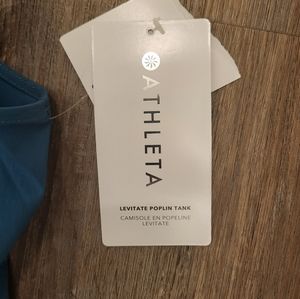 ATHLETA
LEVITATE POPLIN TANK
CAMISOLE EN POPELINE
LEVITATE